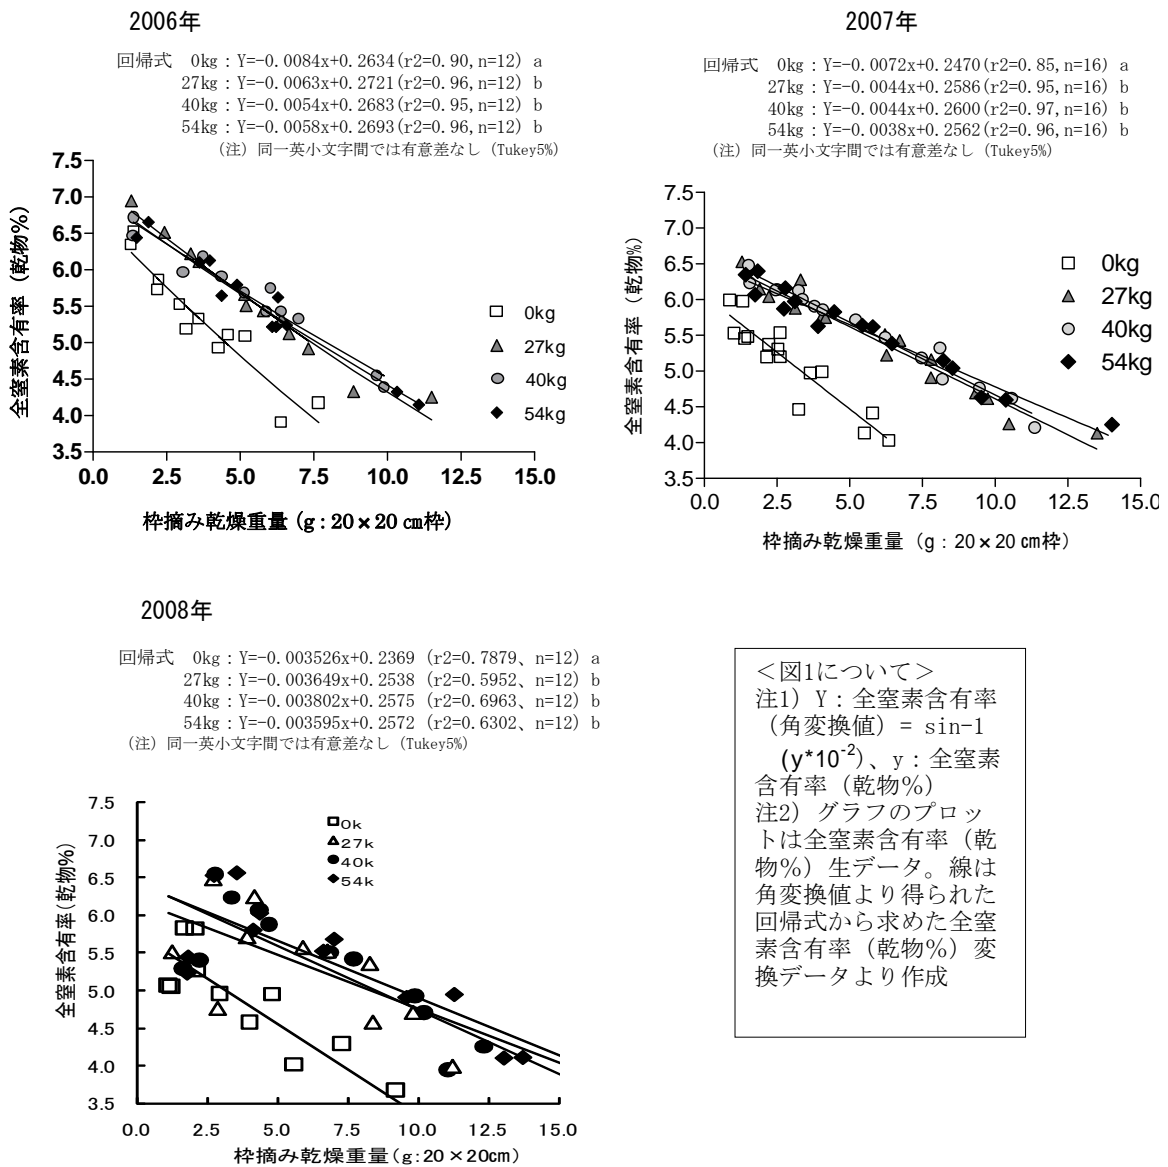 2006年
回帰式 0kg：Y=-0.0084x+0.2634(r2=0.90,n=12) a
27kg：Y=-0.0063x+0.2721(r2=0.96,n=12) b
40kg：Y=-0.0054x+0.2683(r2=0.95,n=12) b
54kg：Y=-0.0058x+0.2693(r2=0.96,n=12) b
(注) 同一英小文字間では有意差なし (Tukey5%)
全窒素含有率 (乾物%)
7.5
7.0
6.5
6.0
5.5
5.0
4.5
4.0
3.5
0.0 2.5 5.0 7.5 10.0 12.5 15.0
枠摘み乾燥重量 (g：20×20 cm枠)
0kg
27kg
40kg
54kg
2007年
回帰式 0kg：Y=-0.0072x+0.2470(r2=0.85,n=16) a
27kg：Y=-0.0044x+0.2586(r2=0.95,n=16) b
40kg：Y=-0.0044x+0.2600(r2=0.97,n=16) b
54kg：Y=-0.0038x+0.2562(r2=0.96,n=16) b
(注) 同一英小文字間では有意差なし (Tukey5%)
全窒素含有率 (乾物%)
7.5
7.0
6.5
6.0
5.5
5.0
4.5
4.0
3.5
0.0 2.5 5.0 7.5 10.0 12.5 15.0
枠摘み乾燥重量（g：20×20 cm枠）
0kg
27kg
40kg
54kg
2008年
回帰式 0kg：Y=-0.003526x+0.2369 (r2=0.7879、n=12) a
27kg：Y=-0.003649x+0.2538 (r2=0.5952、n=12) b
40kg：Y=-0.003802x+0.2575 (r2=0.6963、n=12) b
54kg：Y=-0.003595x+0.2572 (r2=0.6302、n=12) b
(注) 同一英小文字間では有意差なし (Tukey5%)
全窒素含有率(乾物%)
7.5
7.0
6.5
6.0
5.5
5.0
4.5
4.0
3.5
0.0 2.5 5.0 7.5 10.0 12.5 15.0
枠摘み乾燥重量(g:20×20cm)
0k
27k
40k
54k
＜図1について＞
注1) Y：全窒素含有率
（角変換値）= sin-1
(y*10-2)、y：全窒素
含有率（乾物%）
注2) グラフのプロッ
トは全窒素含有率（乾
物%）生データ。線は
角変換値より得られた
回帰式から求めた全窒
素含有率（乾物%）変
換データより作成